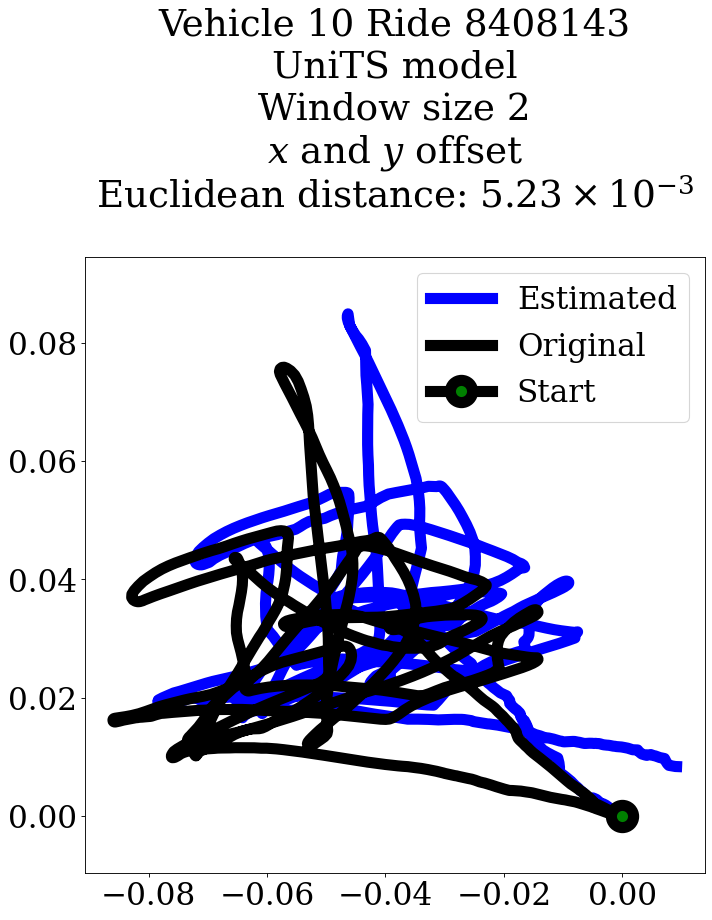 Vehicle 10 Ride 8408143
UniTS model
Window size 2
x and y offset
Euclidean distance: 5.23 × 10⁻³
Estimated
Original
Start
0.08
0.06
0.04
0.02
0.00
−0.08 −0.06 −0.04 −0.02 0.00